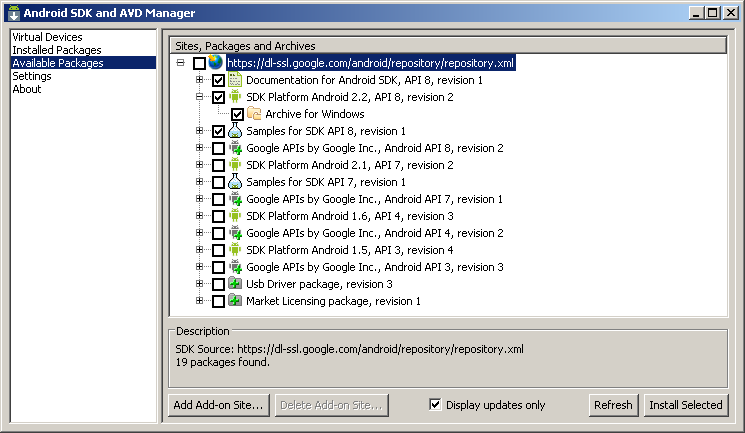 Android SDK and AVD Manager
Virtual Devices
Installed Packages
Available Packages
Settings
About
Sites, Packages and Archives
https://dl-ssl.google.com/android/repository/repository.xml
Documentation for Android SDK, API 8, revision 1
SDK Platform Android 2.2, API 8, revision 2
Archive for Windows
Samples for SDK API 8, revision 1
Google APIs by Google Inc., Android API 8, revision 2
SDK Platform Android 2.1, API 7, revision 2
Samples for SDK API 7, revision 1
Google APIs by Google Inc., Android API 7, revision 1
SDK Platform Android 1.6, API 4, revision 3
Google APIs by Google Inc., Android API 4, revision 2
SDK Platform Android 1.5, API 3, revision 4
Google APIs by Google Inc., Android API 3, revision 3
Usb Driver package, revision 3
Market Licensing package, revision 1
Description
SDK Source: https://dl-ssl.google.com/android/repository/repository.xml
19 packages found.
Add Add-on Site... Delete Add-on Site... Display updates only Refresh Install Selected